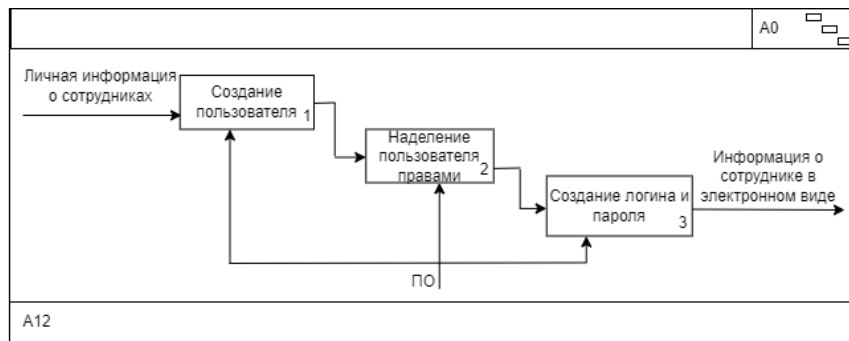 A0
Личная информация
о сотрудниках
Создание
пользователя 1
Наделение
пользователя
правами 2
Создание логина и
пароля 3
Информация о
сотруднике в
электронном виде
ПО
A12